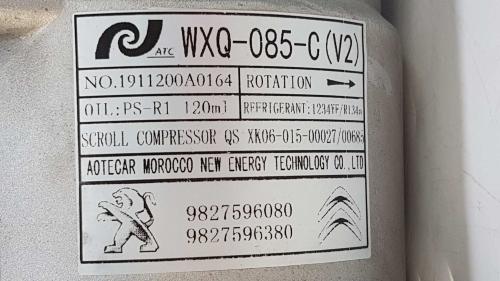 ATC WXQ-085-C(V2)
NO.1911200A0164 ROTATION
OIL:PS-R1 120ml REFRIGERANT:1234YF/R134a
SCROLL COMPRESSOR QS XK06-015-00027/00685
AOTECAR MOROCCO NEW ENERGY TECHNOLOGY CO.,LTD
9827596080
9827596380